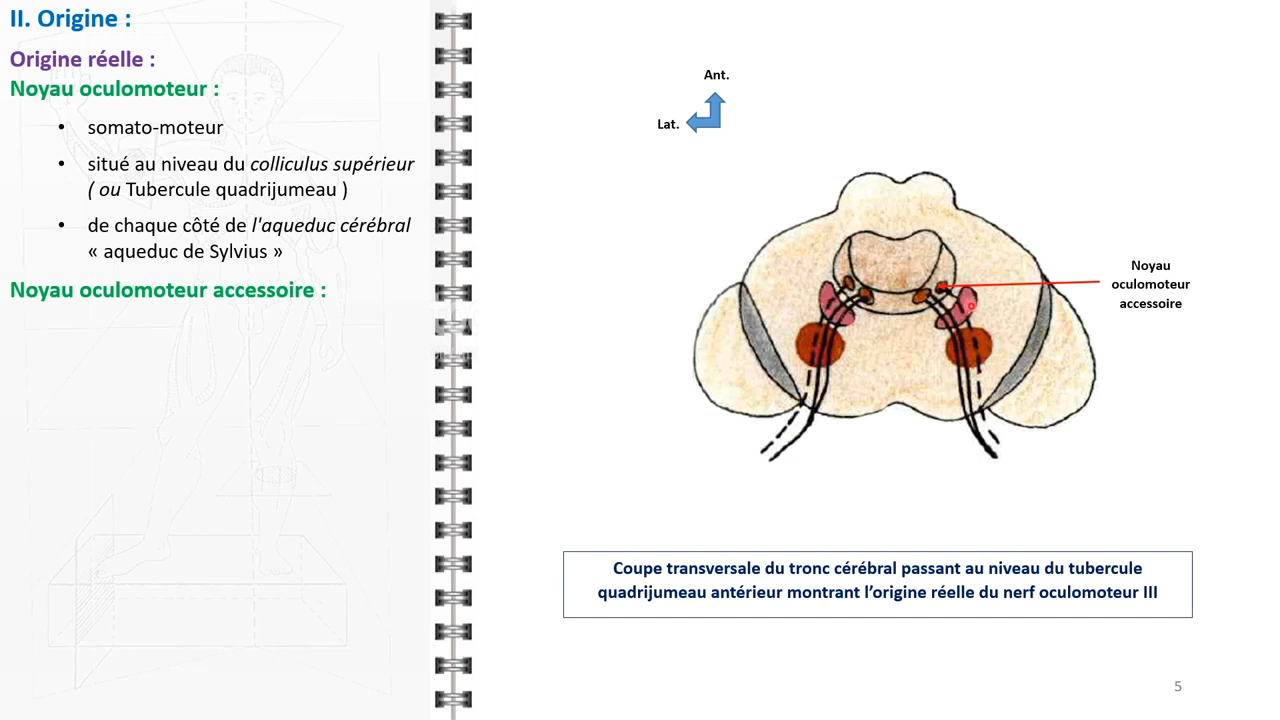 II. Origine :
Origine réelle :
Noyau oculomoteur :
• somato-moteur
• situé au niveau du colliculus supérieur
( ou Tubercule quadrijumeau )
• de chaque côté de l'aqueduc cérébral
« aqueduc de Sylvius »
Noyau oculomoteur accessoire :
Ant.
Lat.
Noyau
oculomoteur
accessoire
Coupe transversale du tronc cérébral passant au niveau du tubercule
quadrijumeau antérieur montrant l’origine réelle du nerf oculomoteur III
5